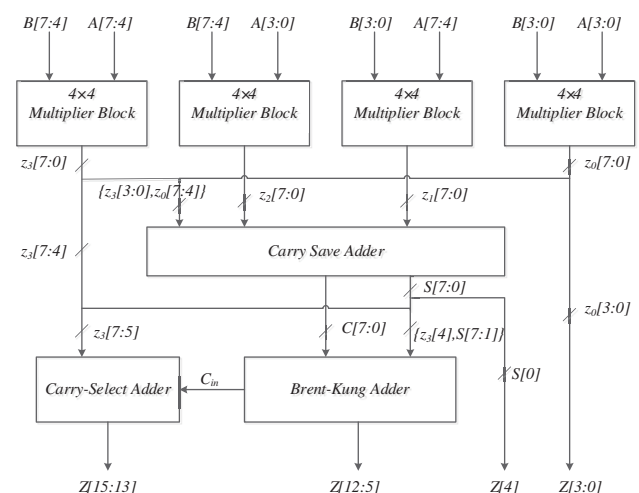 B[7:4] A[7:4] B[7:4] A[3:0] B[3:0] A[7:4] B[3:0] A[3:0]
4×4 4×4 4×4 4×4
Multiplier Block Multiplier Block Multiplier Block Multiplier Block
z3[7:0] z0[7:0]
{z3[3:0],z0[7:4]} z2[7:0] z1[7:0]
z3[7:4] Carry Save Adder
S[7:0]
z0[3:0]
z3[7:5] C[7:0] {z3[4],S[7:1]}
Carry-Select Adder Cin Brent-Kung Adder S[0]
Z[15:13] Z[12:5] Z[4] Z[3:0]